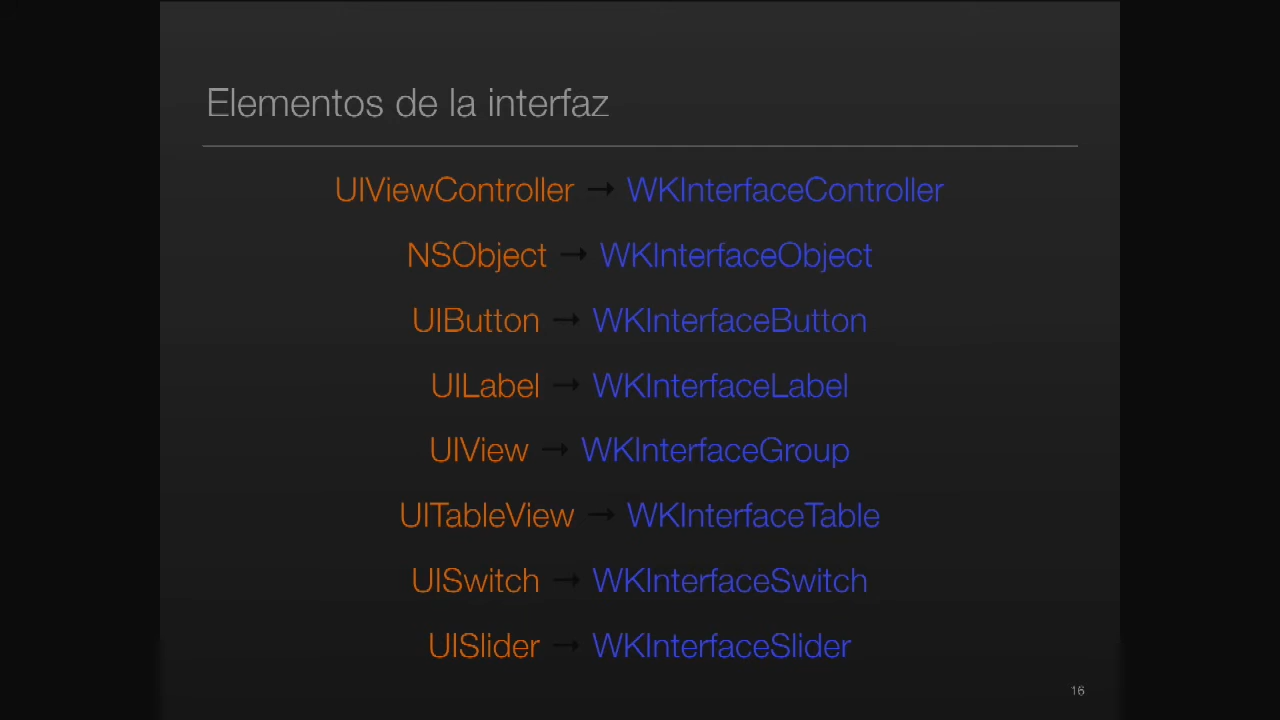 Elementos de la interfaz
UIViewController → WKInterfaceController
NSObject → WKInterfaceObject
UIButton → WKInterfaceButton
UILabel → WKInterfaceLabel
UIView → WKInterfaceGroup
UITableView → WKInterfaceTable
UISwitch → WKInterfaceSwitch
UISlider → WKInterfaceSlider
16